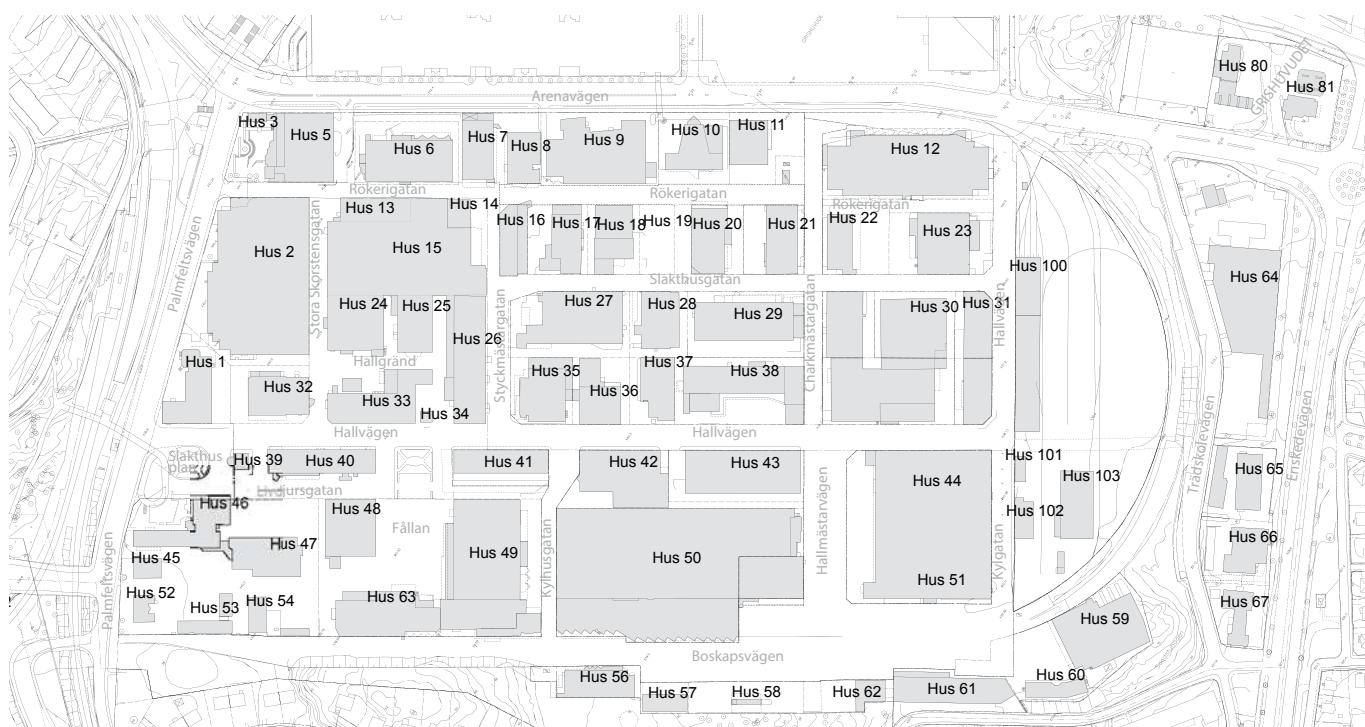 GRISHUVUDE
Hus 80
GRISHUVUDET
Hus 81
Arenavägen
Hus 3
Hus 5
Hus 6
Hus 7
Hus 8
Hus 9
Hus 10
Hus 11
Hus 12
Rökerigatan
Rökerigatan
Rökerigatan
Hus 13
Hus 14
Hus 16
Hus 17
Hus 18
Hus 19
Hus 20
Hus 21
Hus 22
Hus 23
Palmfeltsvägen
Hus 2
Stora Skorstensgatan
Hus 15
Slakthusgatan
Hus 100
Hus 64
Hus 24
Hus 25
Hus 26
Styckmästargatan
Hus 27
Hus 28
Hus 29
Charkmästargatan
Hus 30
Hus 31
Hallvägen
Hus 1
Hallgränd
Hus 32
Hus 33
Hus 34
Hus 35
Hus 36
Hus 37
Hus 38
Hallvägen
Hallvägen
Trädskolevägen
Enskedevägen
Slakthus
plan
Hus 39
Hus 40
Hus 41
Hus 42
Hus 43
Hallmästarvägen
Hus 44
Hus 101
Hus 103
Hus 65
Livdjursgatan
Hus 46
Hus 48
Fållan
Hus 102
Hus 66
Palmfeltsvägen
Hus 45
Hus 47
Hus 49
Kylhusgatan
Hus 50
Hus 51
Kylgatan
Hus 52
Hus 53
Hus 54
Hus 63
Hus 67
Hus 59
Boskapsvägen
Hus 56
Hus 57
Hus 58
Hus 62
Hus 61
Hus 60